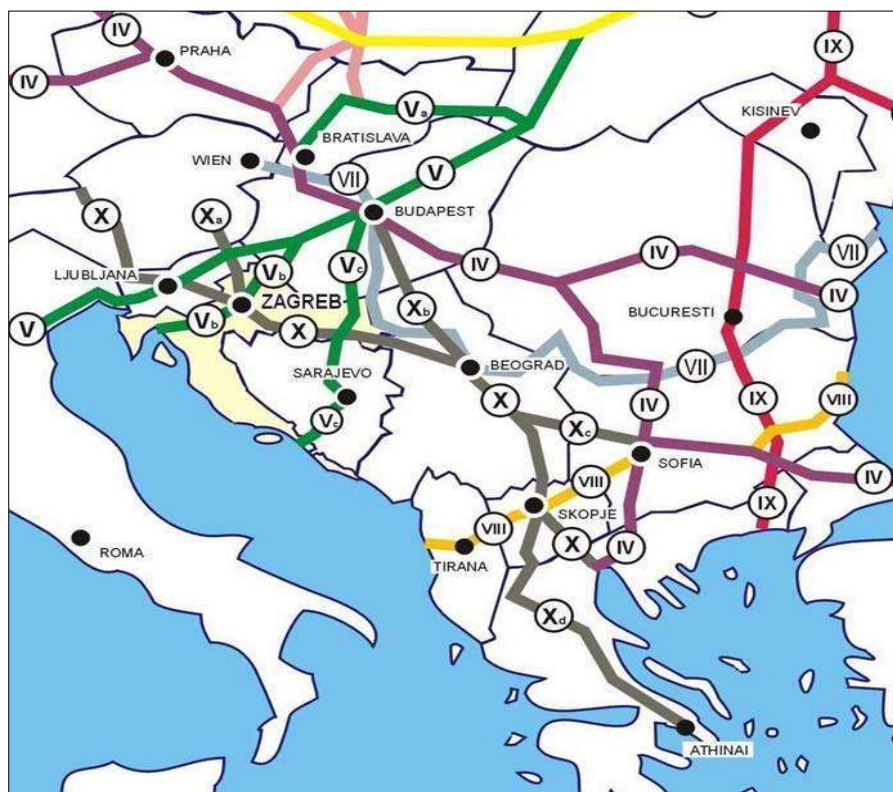 IV
IX
PRAHA
IV
Va
KISINEV
BRATISLAVA
WIEN
VII
V
X
Xa
BUDAPEST
IV
IV
VII
LJUBLJANA
Vb
Vc
IV
ZAGREB
Xb
Vb
X
BUCURESTI
V
BEOGRAD
VII
SARAJEVO
X
IV
IX
VIII
Vc
Xc
SOFIA
IV
VIII
IX
SKOPJE
VIII
ROMA
TIRANA
X
IV
Xd
ATHINAI